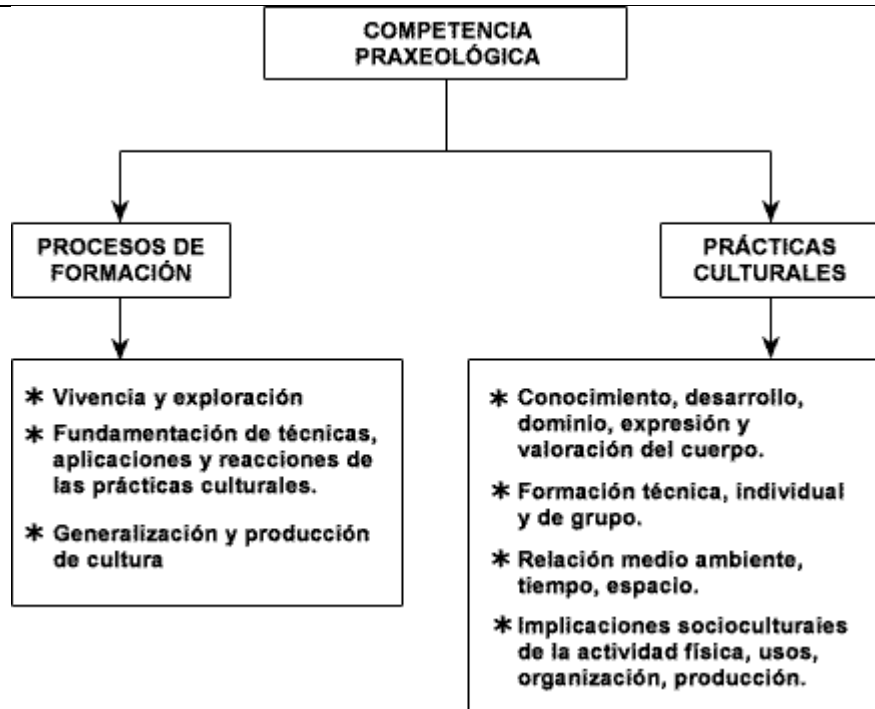 COMPETENCIA
PRAXEOLÓGICA
PROCESOS DE
FORMACIÓN
PRÁCTICAS
CULTURALES
* Vivencia y exploración
* Fundamentación de técnicas,
aplicaciones y reacciones de
las prácticas culturales.
* Generalización y producción
de cultura
* Conocimiento, desarrollo,
dominio, expresión y
valoración del cuerpo.
* Formación técnica, individual
y de grupo.
* Relación medio ambiente,
tiempo, espacio.
* Implicaciones socioculturaies
de la actividad física, usos,
organización, producción.